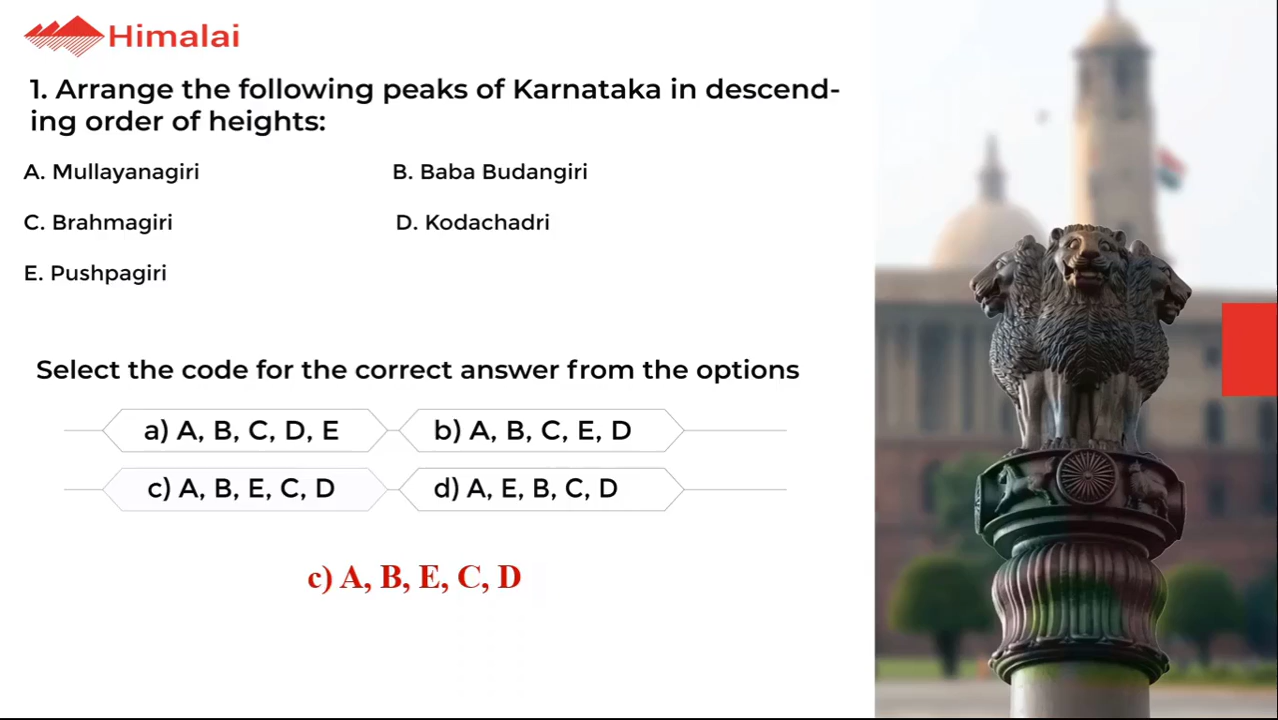 Himalai
1. Arrange the following peaks of Karnataka in descend-
ing order of heights:
A. Mullayanagiri B. Baba Budangiri
C. Brahmagiri D. Kodachadri
E. Pushpagiri
Select the code for the correct answer from the options
a) A, B, C, D, E b) A, B, C, E, D
c) A, B, E, C, D d) A, E, B, C, D
c) A, B, E, C, D